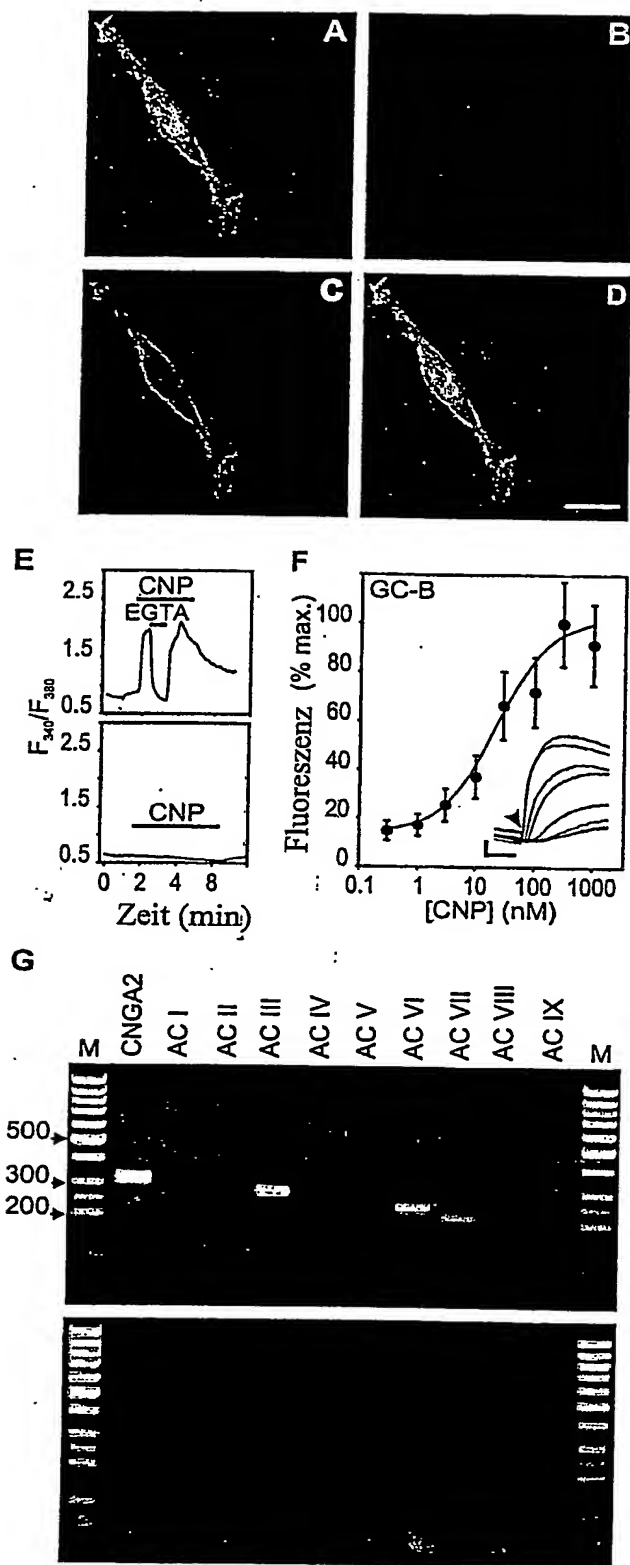 A
B
C
D
E
F₃₄₀/F₃₈₀
2.5
1.5
0.5
CNP
EGTA
2.5
1.5
0.5
CNP
0 2 4 8
Zeit (min)
F
GC-B
Fluoreszenz (% max.)
100
80
60
40
20
0
0.1 1 10 100 1000
[CNP] (nM)
G
M CNGA2 AC I AC II AC III AC IV AC V AC VI AC VII AC VIII AC IX M
500
300
200